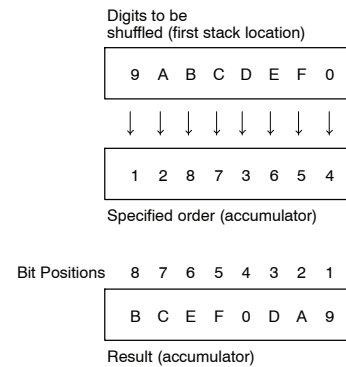 Digits to be
shuffled (first stack location)
9 A B C D E F 0
1 2 8 7 3 6 5 4
Specified order (accumulator)
Bit Positions 8 7 6 5 4 3 2 1
B C E F 0 D A 9
Result (accumulator)